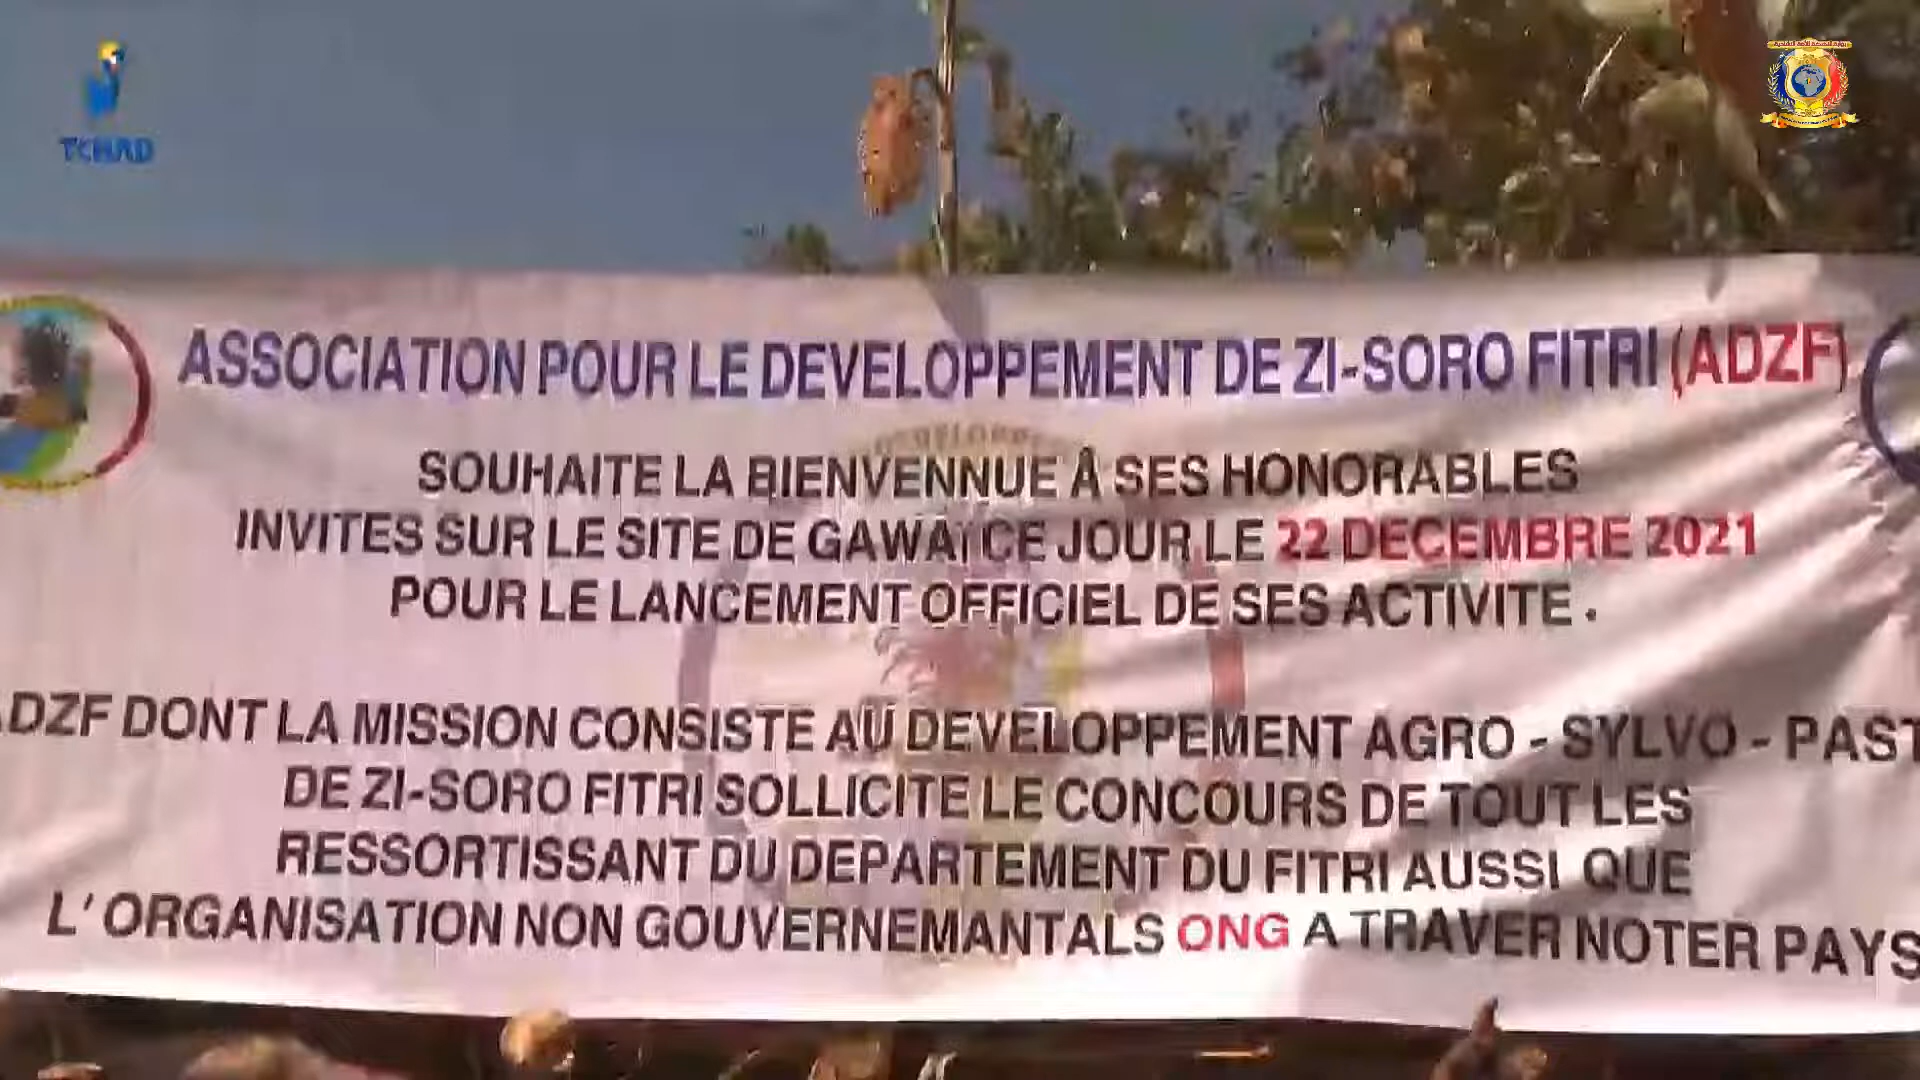 TCHAD
ASSOCIATION POUR LE DEVELOPPEMENT DE ZI-SORO FITRI (ADZF)
SOUHAITE LA BIENVENNUE À SES HONORABLES
INVITES SUR LE SITE DE GAWAÏ CE JOUR LE 22 DECEMBRE 2021
POUR LE LANCEMENT OFFICIEL DE SES ACTIVITE .
ADZF DONT LA MISSION CONSISTE AU DEVELOPPEMENT AGRO - SYLVO - PAST
DE ZI-SORO FITRI SOLLICITE LE CONCOURS DE TOUT LES
RESSORTISSANT DU DEPARTEMENT DU FITRI AUSSI QUE
L'ORGANISATION NON GOUVERNEMANTALS ONG A TRAVER NOTER PAYS